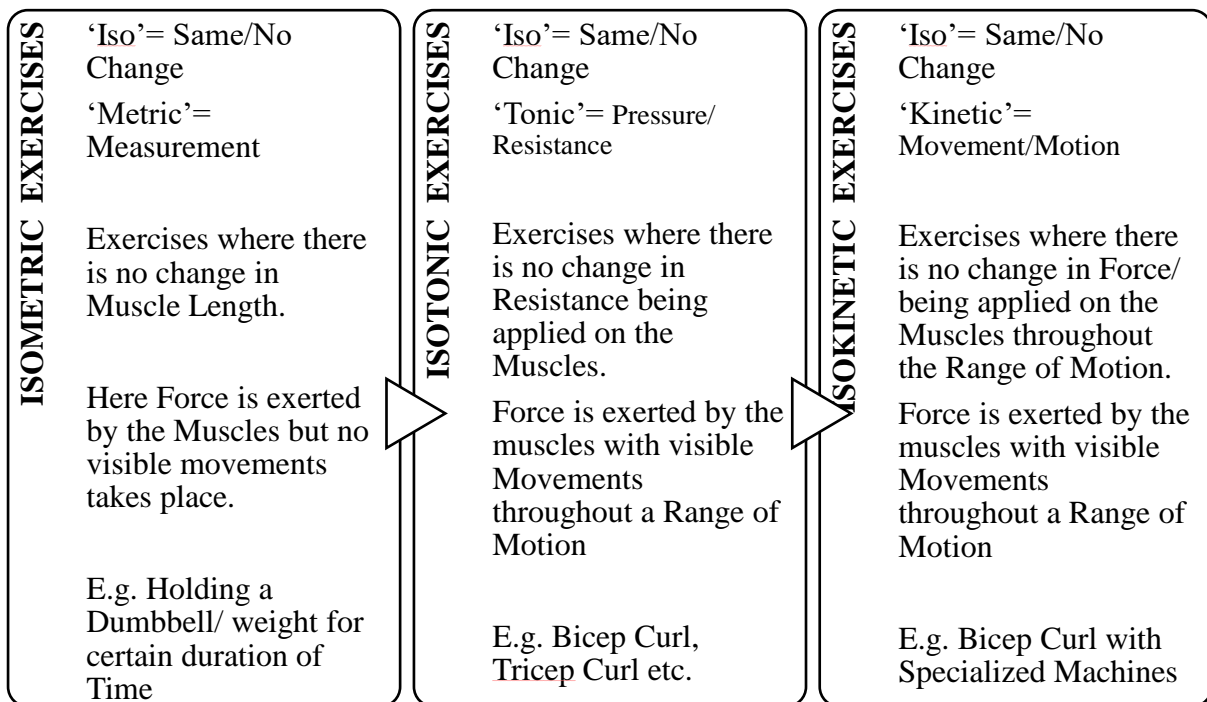 ISOMETRIC EXERCISES
‘Iso’= Same/No
Change
‘Metric’=
Measurement
Exercises where there
is no change in
Muscle Length.
Here Force is exerted
by the Muscles but no
visible movements
takes place.
E.g. Holding a
Dumbbell/ weight for
certain duration of
Time
ISOTONIC EXERCISES
‘Iso’= Same/No
Change
‘Tonic’= Pressure/
Resistance
Exercises where there
is no change in
Resistance being
applied on the
Muscles.
Force is exerted by the
muscles with visible
Movements
throughout a Range of
Motion
E.g. Bicep Curl,
Tricep Curl etc.
ISOKINETIC EXERCISES
‘Iso’= Same/No
Change
‘Kinetic’=
Movement/Motion
Exercises where there
is no change in Force/
being applied on the
Muscles throughout
the Range of Motion.
Force is exerted by the
muscles with visible
Movements
throughout a Range of
Motion
E.g. Bicep Curl with
Specialized Machines